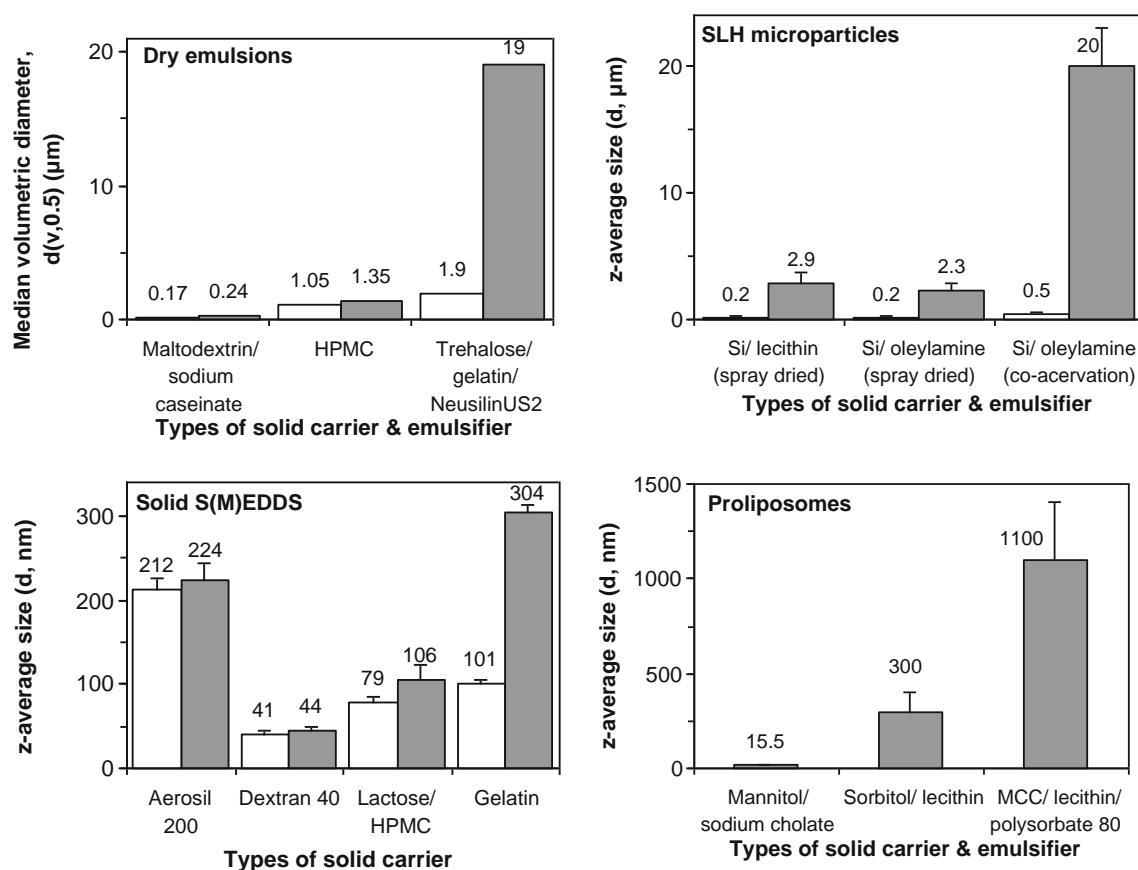 Dry emulsions
Median volumetric diameter,
d(v,0.5) (µm)
20
10
0
0.17
0.24
1.05
1.35
1.9
19
Maltodextrin/
sodium
caseinate
HPMC
Trehalose/
gelatin/
NeusilinUS2
Types of solid carrier & emulsifier
SLH microparticles
z-average size (d, µm)
20
10
0
0.2
2.9
0.2
2.3
0.5
20
Si/ lecithin
(spray dried)
Si/ oleylamine
(spray dried)
Si/ oleylamine
(co-acervation)
Types of solid carrier & emulsifier
Solid S(M)EDDS
z-average size (d, nm)
300
200
100
0
212
224
41
44
79
106
101
304
Aerosil
200
Dextran 40
Lactose/
HPMC
Gelatin
Types of solid carrier
Proliposomes
z-average size (d, nm)
1500
1000
500
0
15.5
300
1100
Mannitol/
sodium cholate
Sorbitol/ lecithin
MCC/ lecithin/
polysorbate 80
Types of solid carrier & emulsifier